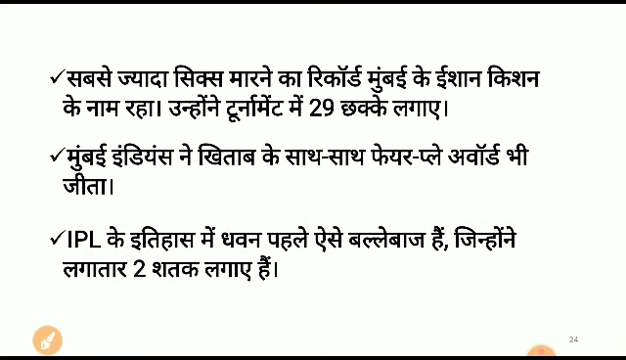 ✓सबसे ज्यादा सिक्स मारने का रिकॉर्ड मुंबई के ईशान किशन
के नाम रहा। उन्होंने टूर्नामेंट में 29 छक्के लगाए।
✓मुंबई इंडियंस ने खिताब के साथ-साथ फेयर-प्ले अवॉर्ड भी
जीता।
✓IPL के इतिहास में धवन पहले ऐसे बल्लेबाज हैं, जिन्होंने
लगातार 2 शतक लगाए हैं।
24